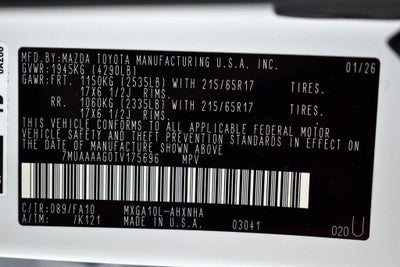 MFD.BY:MAZDA TOYOTA MANUFACTURING U.S.A. INC.
01/26
GVWR:1945KG (4290LB)
GAWR:FRT. 1150KG (2535LB) WITH 215/65R17 TIRES.
17X6 1/2J RIMS.
RR. 1060KG (2335LB) WITH 215/65R17 TIRES.
17X6 1/2J RIMS.
7THIS VEHICLE CONFORMS TO ALL APPLICABLE FEDERAL MOTOR
VEHICLE SAFETY, BUMPER, AND THEFT PREVENTION STANDARDS
IN EFFECT ON THE DATE OF MANUFACTURE SHOWN ABOVE.
7MUAAAAG0TV175696 MPV
C/TR:089/FA10 MXGA10L-AHXNHA
A/TM: /K121 MADE IN U.S.A. 03041 020U